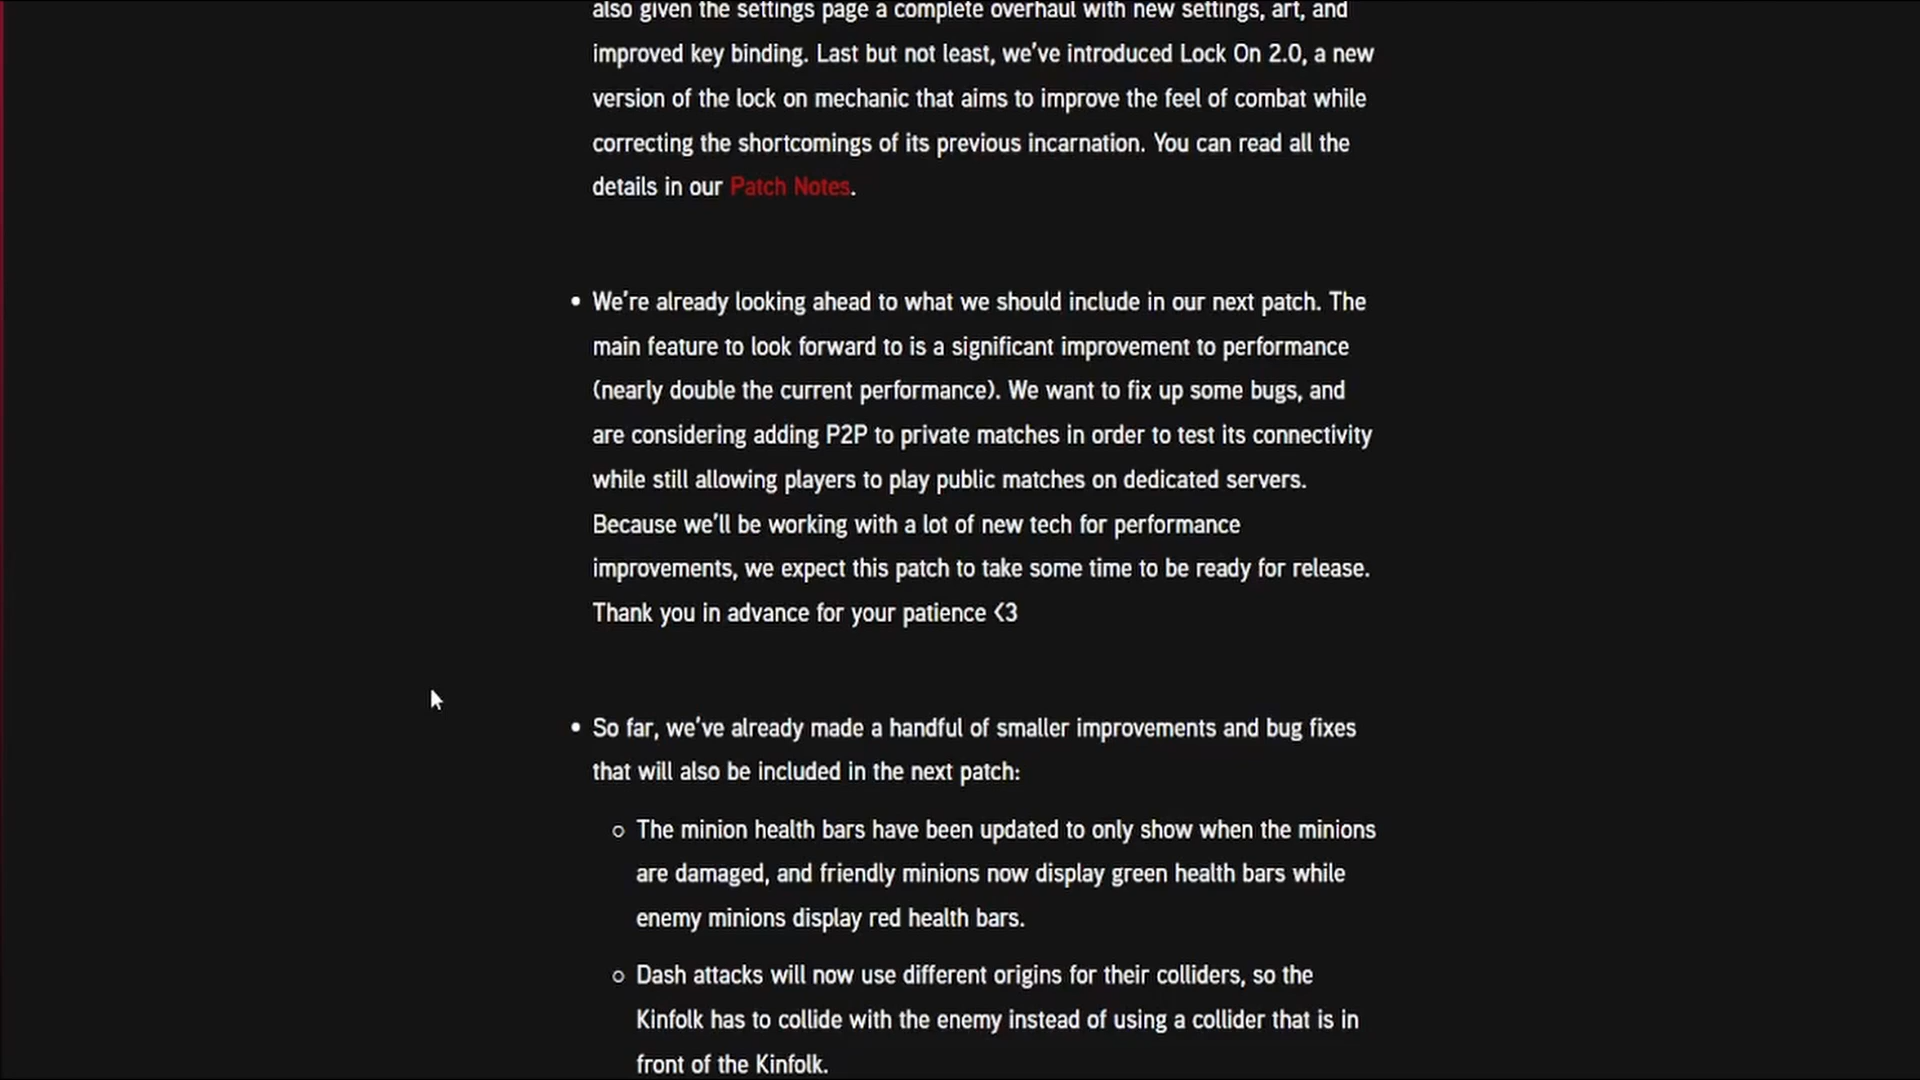 also given the settings page a complete overhaul with new settings, art, and
improved key binding. Last but not least, we've introduced Lock On 2.0, a new
version of the lock on mechanic that aims to improve the feel of combat while
correcting the shortcomings of its previous incarnation. You can read all the
details in our Patch Notes.
• We're already looking ahead to what we should include in our next patch. The
main feature to look forward to is a significant improvement to performance
(nearly double the current performance). We want to fix up some bugs, and
are considering adding P2P to private matches in order to test its connectivity
while still allowing players to play public matches on dedicated servers.
Because we'll be working with a lot of new tech for performance
improvements, we expect this patch to take some time to be ready for release.
Thank you in advance for your patience <3
• So far, we've already made a handful of smaller improvements and bug fixes
that will also be included in the next patch:
○ The minion health bars have been updated to only show when the minions
are damaged, and friendly minions now display green health bars while
enemy minions display red health bars.
○ Dash attacks will now use different origins for their colliders, so the
Kinfolk has to collide with the enemy instead of using a collider that is in
front of the Kinfolk.